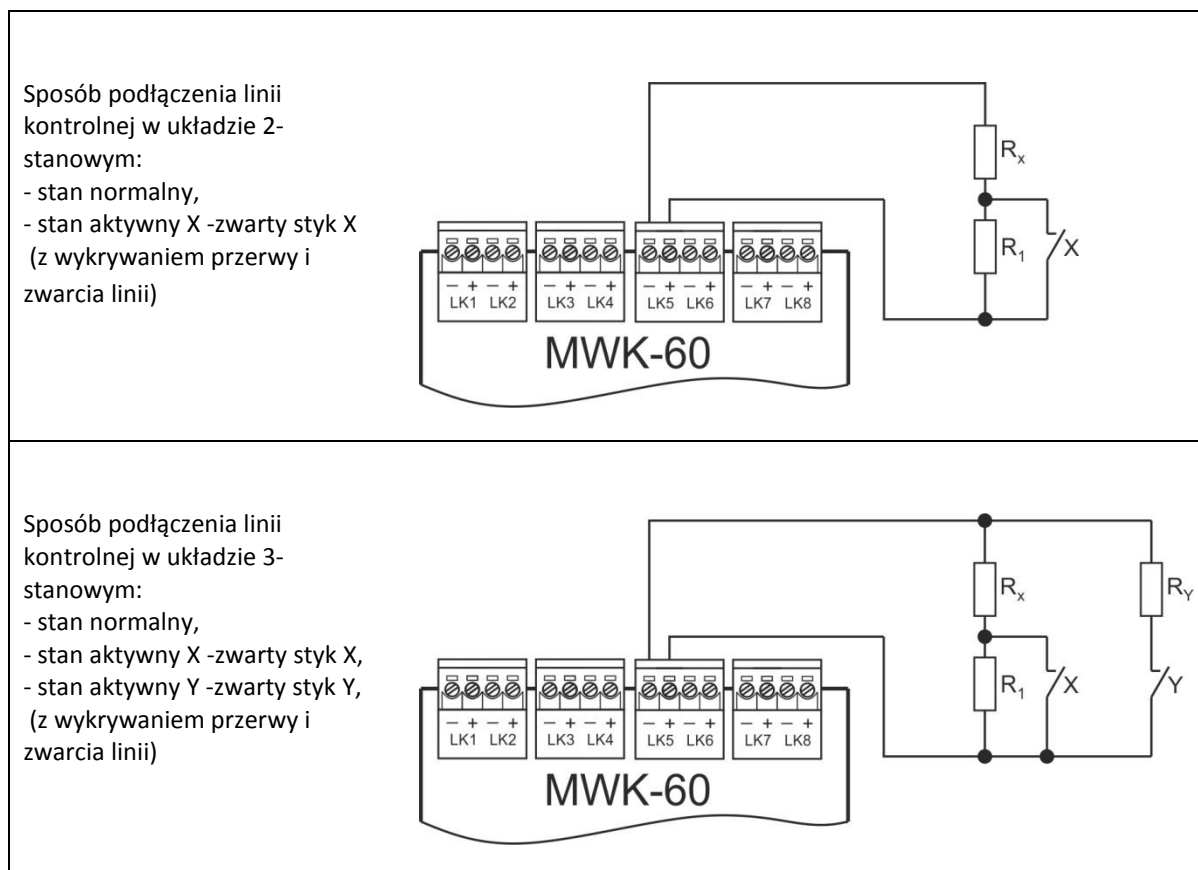 Sposób podłączenia linii
kontrolnej w układzie 2-
stanowym:
- stan normalny,
- stan aktywny X -zwarty styk X
(z wykrywaniem przerwy i
zwarcia linii)
Rx
R1
X
– + – +
LK1 LK2
– + – +
LK3 LK4
– + – +
LK5 LK6
– + – +
LK7 LK8
MWK-60
Sposób podłączenia linii
kontrolnej w układzie 3-
stanowym:
- stan normalny,
- stan aktywny X -zwarty styk X,
- stan aktywny Y -zwarty styk Y,
(z wykrywaniem przerwy i
zwarcia linii)
Rx
RY
R1
X
Y
– + – +
LK1 LK2
– + – +
LK3 LK4
– + – +
LK5 LK6
– + – +
LK7 LK8
MWK-60